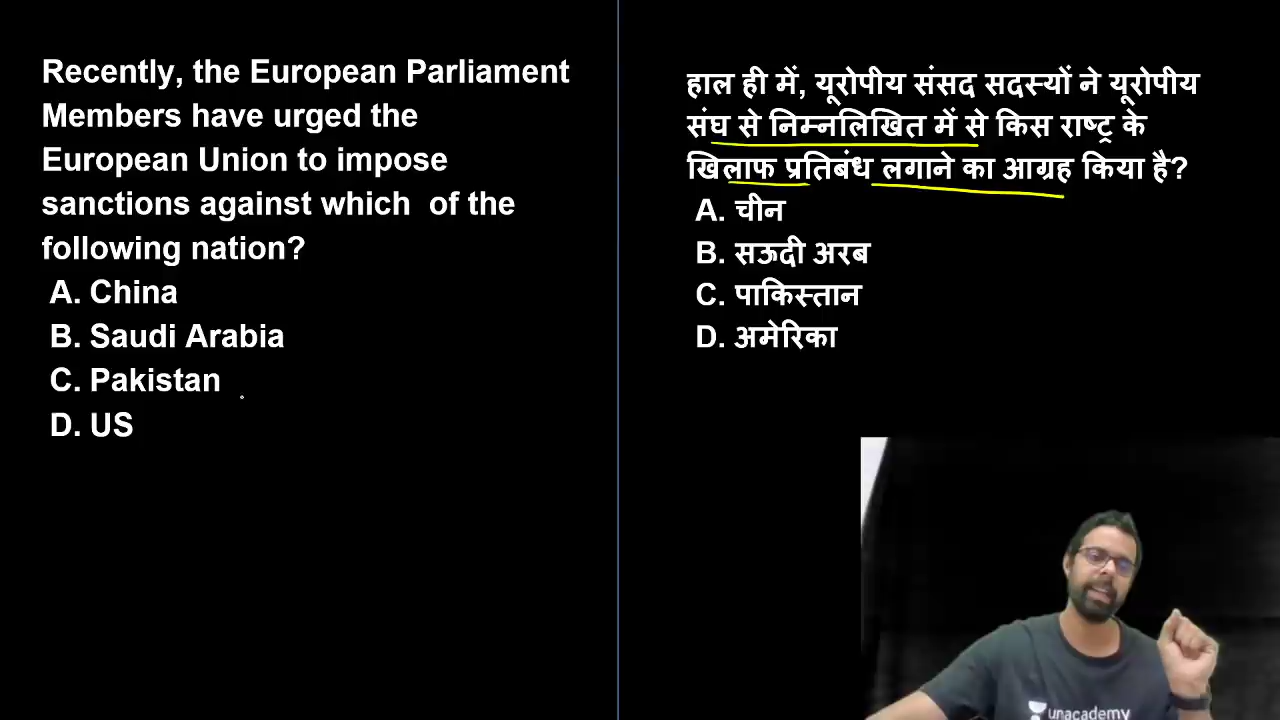 Recently, the European Parliament
Members have urged the
European Union to impose
sanctions against which of the
following nation?
A. China
B. Saudi Arabia
C. Pakistan
D. US
हाल ही में, यूरोपीय संसद सदस्यों ने यूरोपीय
संघ से निम्नलिखित में से किस राष्ट्र के
खिलाफ प्रतिबंध लगाने का आग्रह किया है?
A. चीन
B. सऊदी अरब
C. पाकिस्तान
D. अमेरिका
unacademy